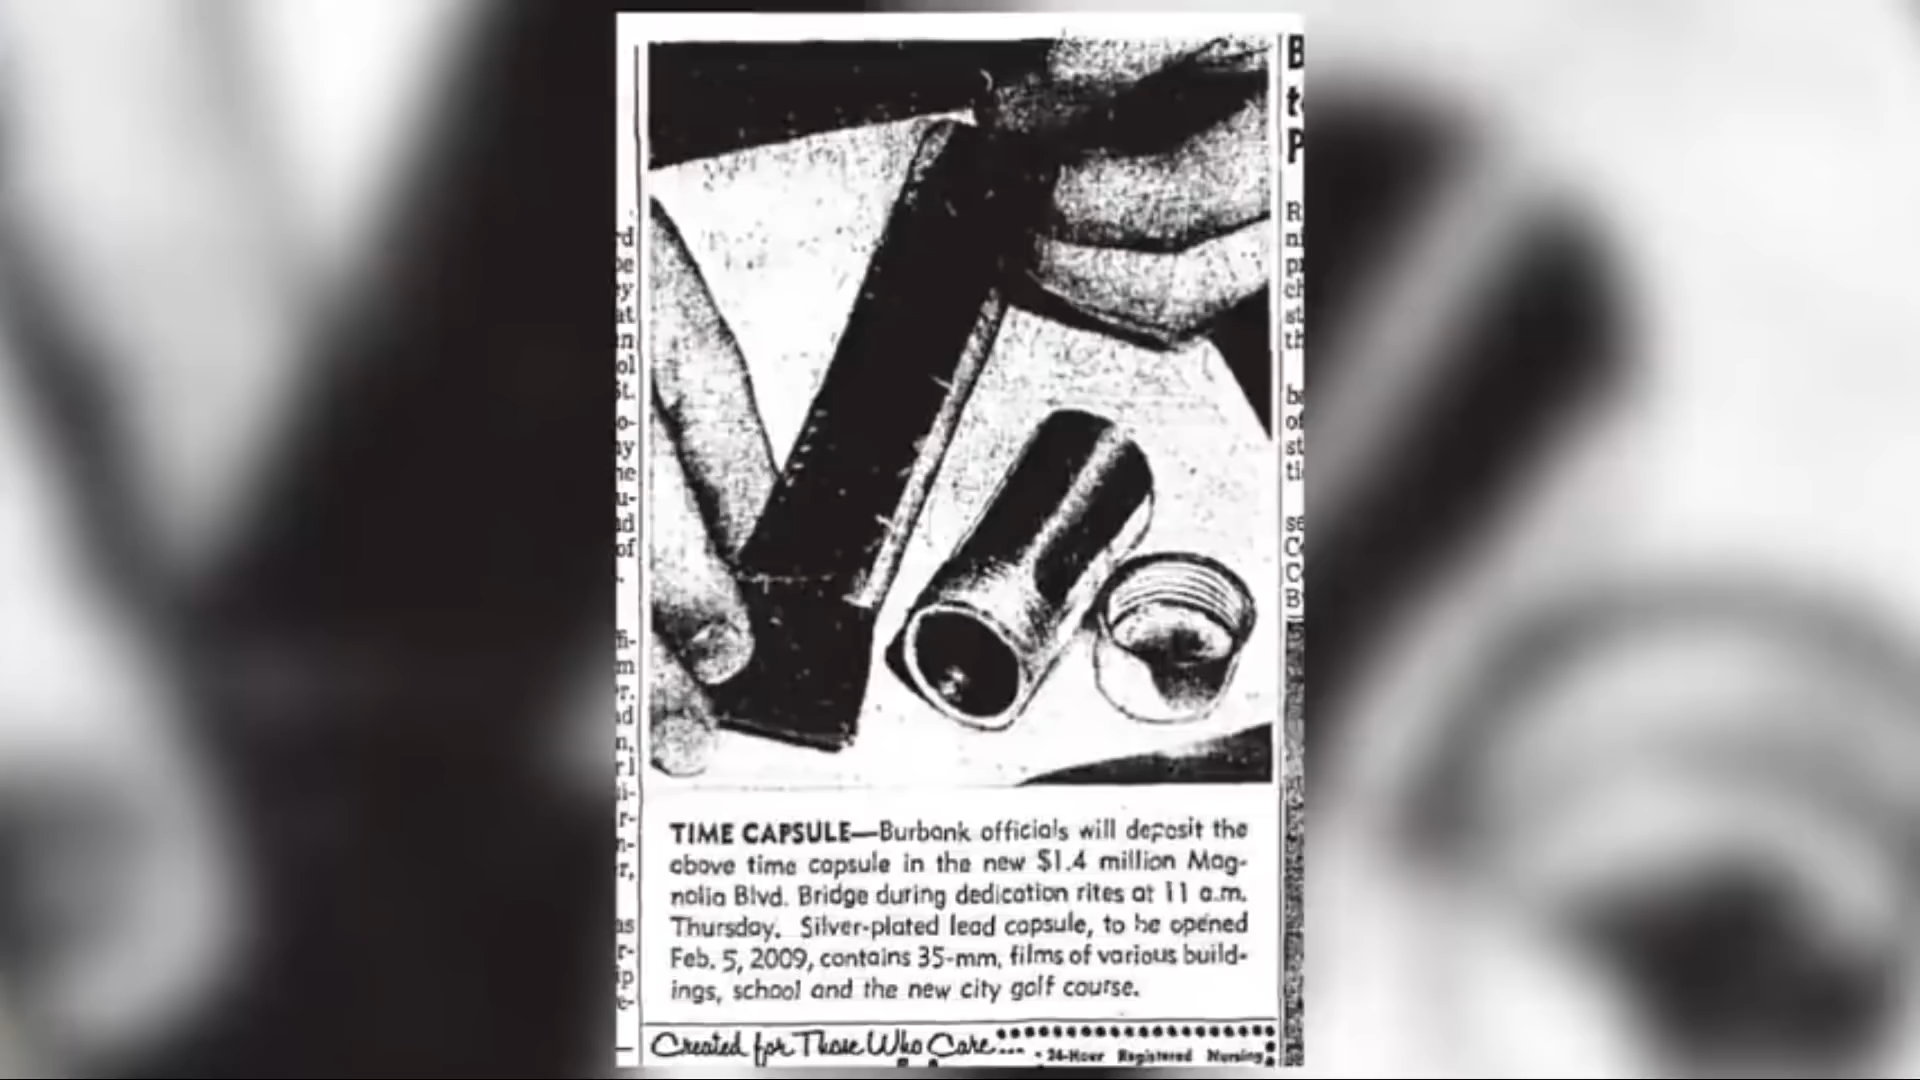 TIME CAPSULE—Burbank officials will deposit the
above time capsule in the new $1.4 million Mag-
nolia Blvd. Bridge during dedication rites at 11 a.m.
Thursday. Silver-plated lead capsule, to be opened
Feb. 5, 2009, contains 35-mm. films of various build-
ings, school and the new city golf course.
Created for Those Who Care...
24-Hour Registered Nursing